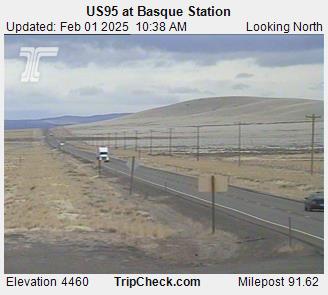 US95 at Basque Station
Updated: Feb 01 2025 10:38 AM Looking North
Elevation 4460 TripCheck.com Milepost 91.62